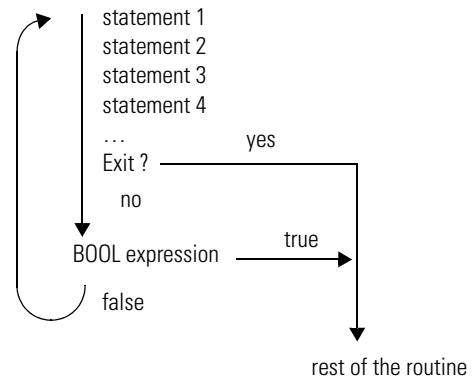 statement 1
statement 2
statement 3
statement 4
...
Exit ?
yes
no
BOOL expression
true
false
rest of the routine